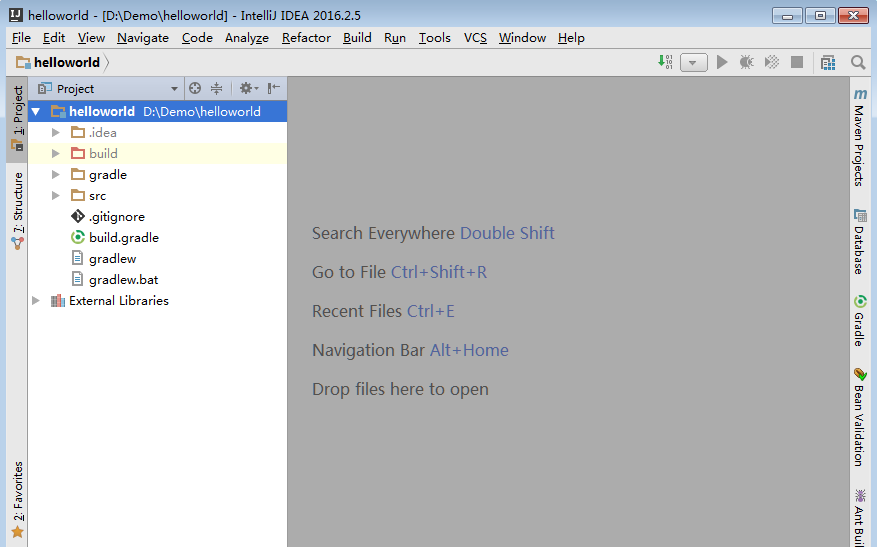 helloworld - [D:\Demo\helloworld] - IntelliJ IDEA 2016.2.5
File Edit View Navigate Code Analyze Refactor Build Run Tools VCS Window Help
helloworld
Project
helloworld D:\Demo\helloworld
.idea
build
gradle
src
.gitignore
build.gradle
gradlew
gradlew.bat
External Libraries
1: Project
7: Structure
2: Favorites
Search Everywhere Double Shift
Go to File Ctrl+Shift+R
Recent Files Ctrl+E
Navigation Bar Alt+Home
Drop files here to open
Maven Projects
Database
Gradle
Bean Validation
Ant Buil